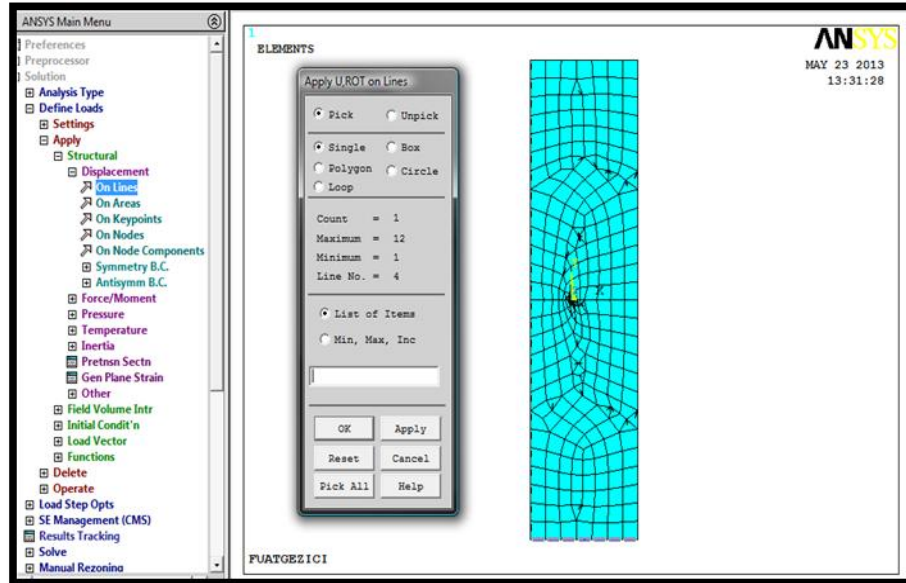 ANSYS Main Menu
Preferences
Preprocessor
Solution
Analysis Type
Define Loads
Settings
Apply
Structural
Displacement
On Lines
On Areas
On Keypoints
On Nodes
On Node Components
Symmetry B.C.
Antisymm B.C.
Force/Moment
Pressure
Temperature
Inertia
Pretnsn Sectn
Gen Plane Strain
Other
Field Volume Intr
Initial Condit'n
Load Vector
Functions
Delete
Operate
Load Step Opts
SE Management (CMS)
Results Tracking
Solve
Manual Rezoning
1
ELEMENTS
Apply U,ROT on Lines
Pick Unpick
Single Box
Polygon Circle
Loop
Count = 1
Maximum = 12
Minimum = 1
Line No. = 4
List of Items
Min, Max, Inc
OK Apply
Reset Cancel
Pick All Help
ANSYS
MAY 23 2013
13:31:28
X
FUATGEZICI